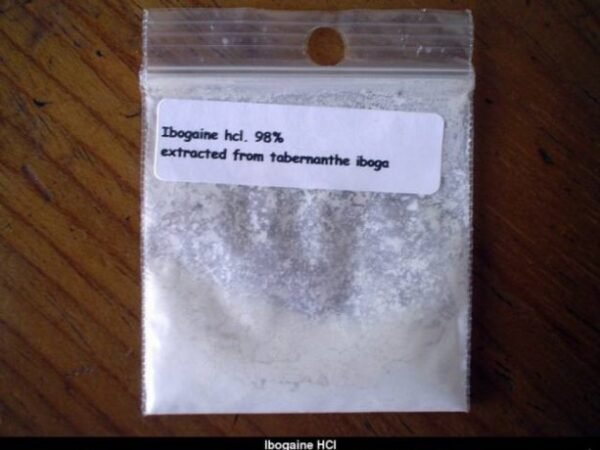 Ibogaine hcl. 98%
extracted from tabernanthe iboga
Ibogaine HCl